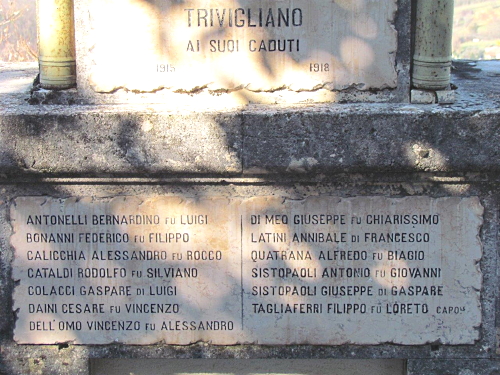 TRIVIGLIANO
AI SUOI CADUTI
1915 1918
ANTONELLI BERNARDINO FU LUIGI
BONANNI FEDERICO FU FILIPPO
CALICCHIA ALESSANDRO FU ROCCO
CATALDI RODOLFO FU SILVIANO
COLACCI GASPARE DI LUIGI
DAINI CESARE FU VINCENZO
DELL'OMO VINCENZO FU ALESSANDRO
DI MEO GIUSEPPE FU CHIARISSIMO
LATINI ANNIBALE DI FRANCESCO
QUATRANA ALFREDO FU BIAGIO
SISTOPAOLI ANTONIO FU GIOVANNI
SISTOPAOLI GIUSEPPE DI GASPARE
TAGLIAFERRI FILIPPO FU LORETO